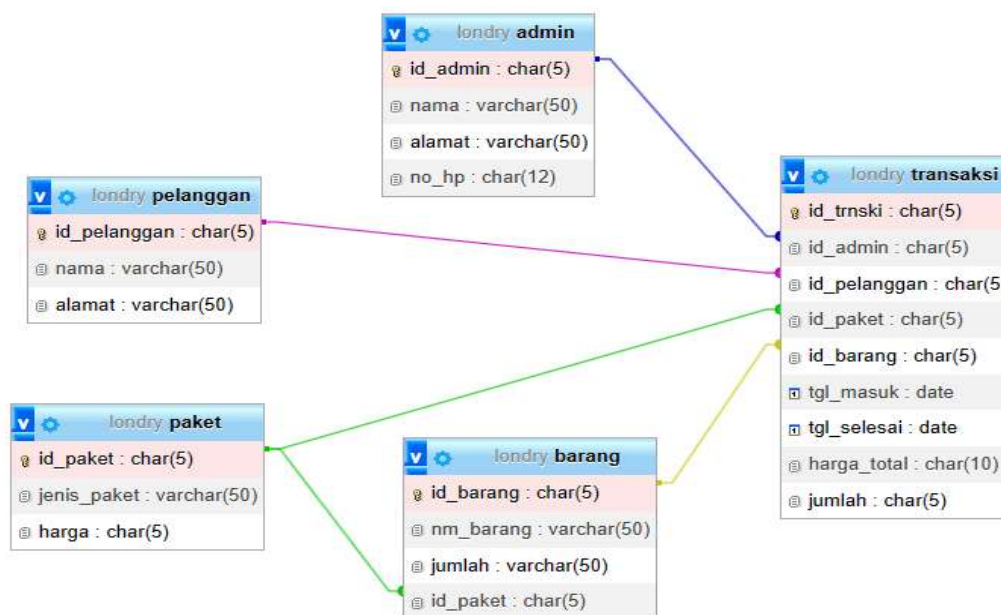 londry admin
id_admin : char(5)
nama : varchar(50)
alamat : varchar(50)
no_hp : char(12)
londry pelanggan
id_pelanggan : char(5)
nama : varchar(50)
alamat : varchar(50)
londry transaksi
id_trnski : char(5)
id_admin : char(5)
id_pelanggan : char(5
id_paket : char(5)
id_barang : char(5)
tgl_masuk : date
tgl_selesai : date
harga_total : char(10)
jumlah : char(5)
londry paket
id_paket : char(5)
jenis_paket : varchar(50)
harga : char(5)
londry barang
id_barang : char(5)
nm_barang : varchar(50)
jumlah : varchar(50)
id_paket : char(5)